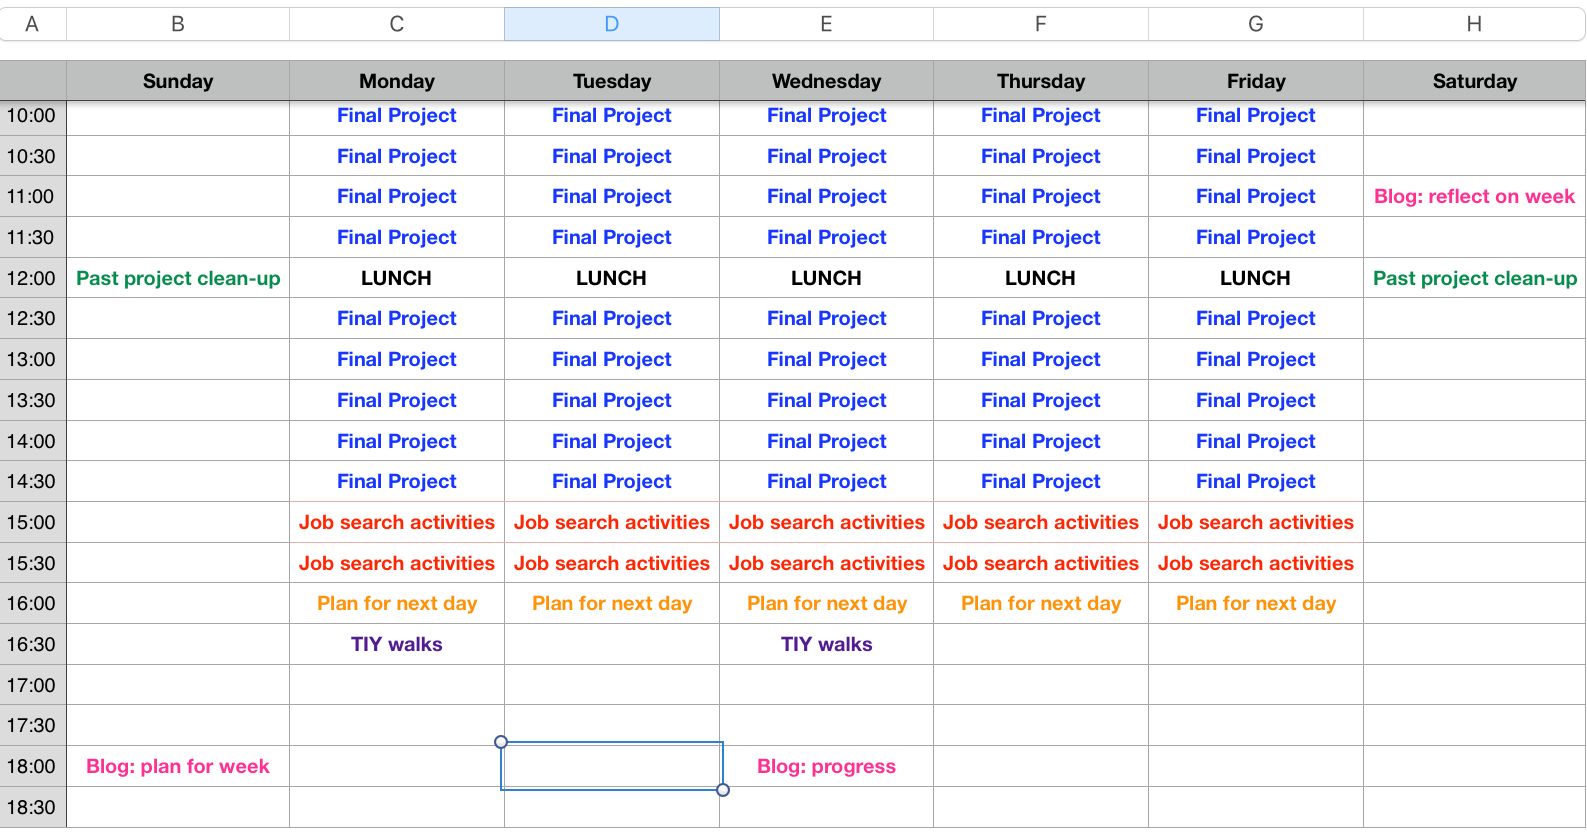 A B C D E F G H
Sunday Monday Tuesday Wednesday Thursday Friday Saturday
10:00 Final Project Final Project Final Project Final Project Final Project
10:30 Final Project Final Project Final Project Final Project Final Project
11:00 Final Project Final Project Final Project Final Project Final Project Blog: reflect on week
11:30 Final Project Final Project Final Project Final Project Final Project
12:00 Past project clean-up LUNCH LUNCH LUNCH LUNCH LUNCH Past project clean-up
12:30 Final Project Final Project Final Project Final Project Final Project
13:00 Final Project Final Project Final Project Final Project Final Project
13:30 Final Project Final Project Final Project Final Project Final Project
14:00 Final Project Final Project Final Project Final Project Final Project
14:30 Final Project Final Project Final Project Final Project Final Project
15:00 Job search activities Job search activities Job search activities Job search activities Job search activities
15:30 Job search activities Job search activities Job search activities Job search activities Job search activities
16:00 Plan for next day Plan for next day Plan for next day Plan for next day Plan for next day
16:30 TIY walks TIY walks
17:00
17:30
18:00 Blog: plan for week Blog: progress
18:30